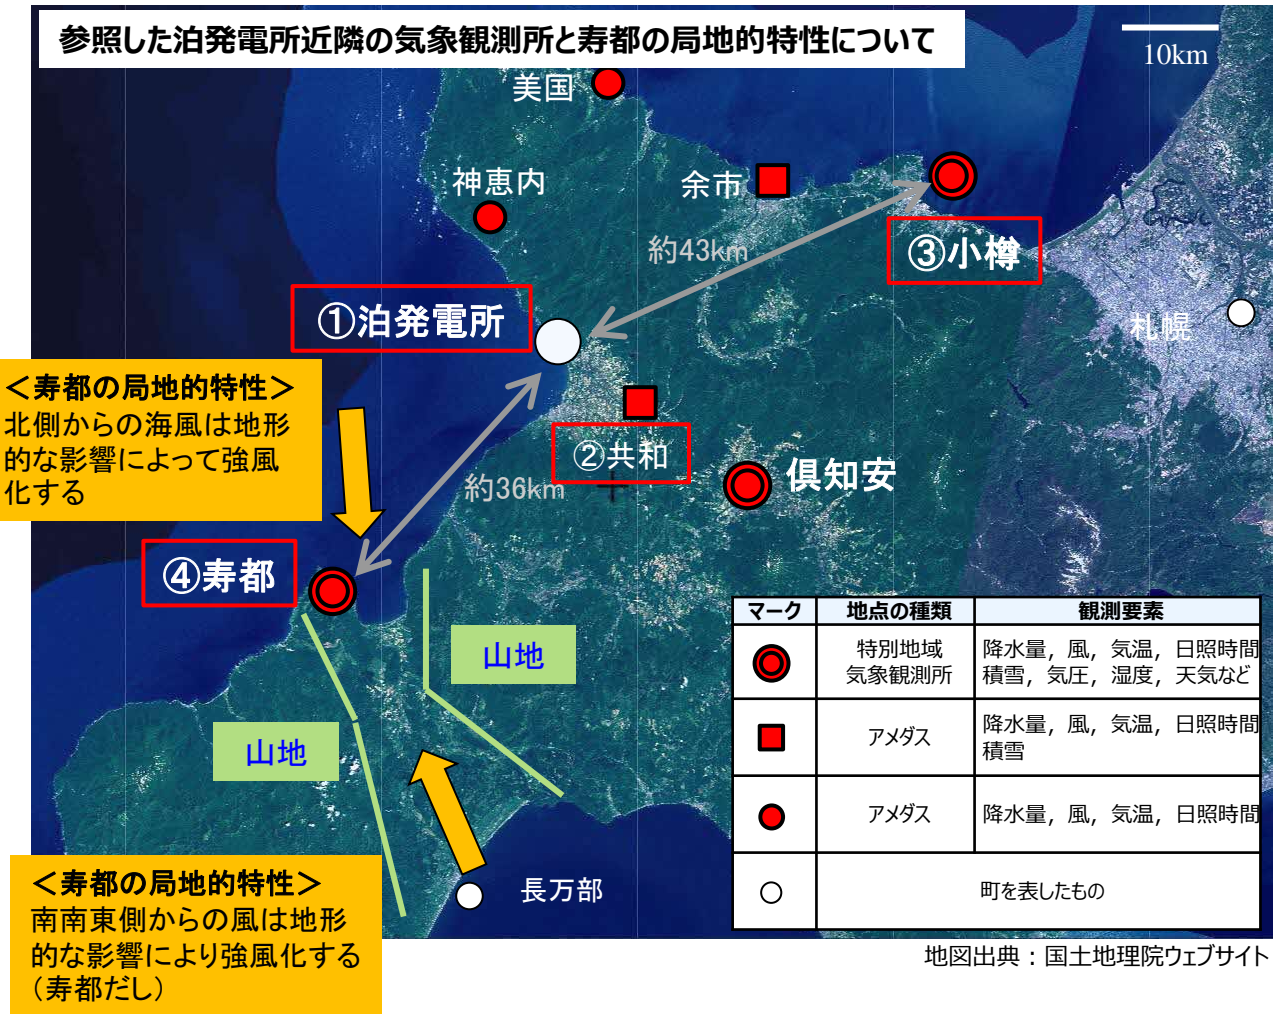 参照した泊発電所近隣の気象観測所と寿都の局地的特性について
10km
美国
神恵内
余市
③小樽
約43km
①泊発電所
札幌
＜寿都の局地的特性＞
北側からの海風は地形
的な影響によって強風
化する
②共和
倶知安
約36km
④寿都
山地
山地
マーク
地点の種類
観測要素
特別地域
気象観測所
降水量，風，気温，日照時間
積雪，気圧，湿度，天気など
アメダス
降水量，風，気温，日照時間
積雪
アメダス
降水量，風，気温，日照時間
町を表したもの
長万部
＜寿都の局地的特性＞
南南東側からの風は地形
的な影響により強風化する
（寿都だし）
地図出典：国土地理院ウェブサイト